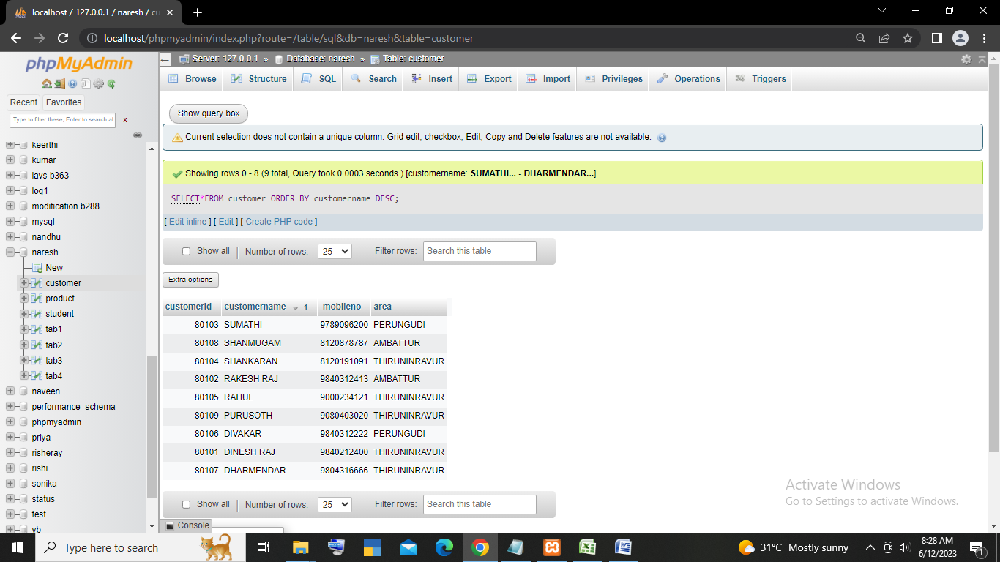 localhost / 127.0.0.1 / naresh / cu
localhost/phpmyadmin/index.php?route=/table/sql&db=naresh&table=customer
phpMyAdmin
Recent Favorites
Type to filter these, Enter to search al x
keerthi
kumar
lavs b363
log1
modification b288
mysql
nandhu
naresh
New
customer
product
student
tab1
tab2
tab3
tab4
naveen
performance_schema
phpmyadmin
priya
risheray
rishi
sonika
status
test
vb
Server: 127.0.0.1 » Database: naresh » Table: customer
Browse Structure SQL Search Insert Export Import Privileges Operations Triggers
Show query box
Current selection does not contain a unique column. Grid edit, checkbox, Edit, Copy and Delete features are not available.
Showing rows 0 - 8 (9 total, Query took 0.0003 seconds.) [customername: SUMATHI... - DHARMENDAR...]
SELECT*FROM customer ORDER BY customername DESC;
[ Edit inline ] [ Edit ] [ Create PHP code ]
Show all | Number of rows: 25 Filter rows: Search this table
Extra options
customerid customername 1 mobileno area
80103 SUMATHI 9789096200 PERUNGUDI
80108 SHANMUGAM 8120878787 AMBATTUR
80104 SHANKARAN 8120191091 THIRUNINRAVUR
80102 RAKESH RAJ 9840312413 AMBATTUR
80105 RAHUL 9000234121 THIRUNINRAVUR
80109 PURUSOTH 9080403020 THIRUNINRAVUR
80106 DIVAKAR 9840312222 PERUNGUDI
80101 DINESH RAJ 9840212400 THIRUNINRAVUR
80107 DHARMENDAR 9804316666 THIRUNINRAVUR
Show all | Number of rows: 25 Filter rows: Search this table
Console
Activate Windows
Go to Settings to activate Windows.
Type here to search
31°C Mostly sunny
8:28 AM
6/12/2023
1